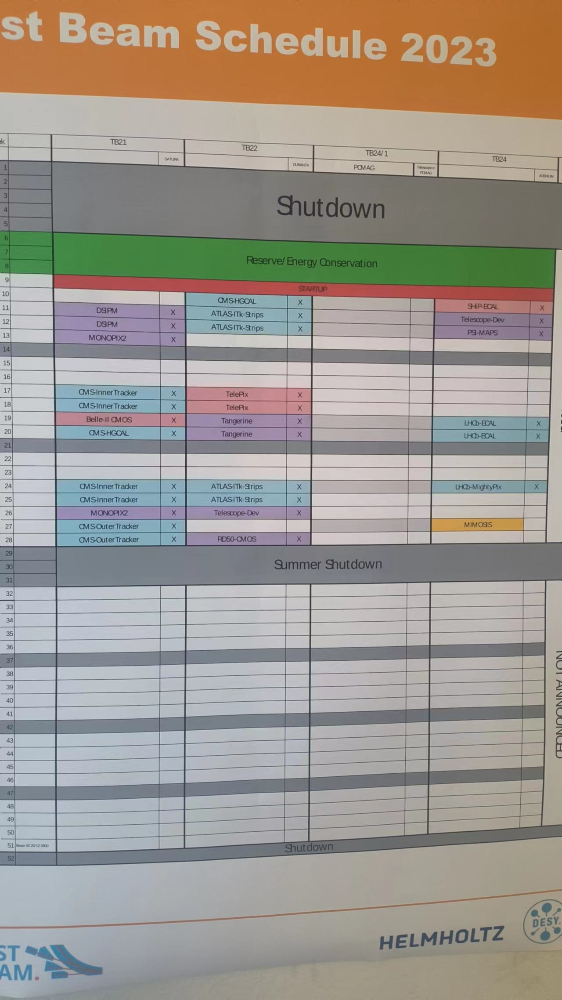 st Beam Schedule 2023
ek TB21 TB22 TB24/1 TB24
DATURA DURANTA PCMAG Telescope in PCMAG ADENIUM
1
2
3 Shutdown
4
5
6
7 Reserve/Energy Conservation
8
9 STARTUP
10 CMS-HGCAL X SHiP-ECAL X
11 DSiPM X ATLAS-ITk-Strips X Telescope-Dev X
12 DSiPM X ATLAS-ITk-Strips X PSI-MAPS X
13 MONOPIX2 X
14
15
16
17 CMS-InnerTracker X TelePix X
18 CMS-InnerTracker X TelePix X
19 Belle-II CMOS X Tangerine X LHCb-ECAL X
20 CMS-HGCAL X Tangerine X LHCb-ECAL X
21
22
23
24 CMS-InnerTracker X ATLAS-ITk-Strips X LHCb-MightyPix X
25 CMS-InnerTracker X ATLAS-ITk-Strips X
26 MONOPIX2 X Telescope-Dev X
27 CMS-OuterTracker X MIMOSIS
28 CMS-OuterTracker X RD50-CMOS X
29
30 Summer Shutdown
31
32
33
34
35
36
37
38
39
40
41
42
43
44
45
46
47
48
49
50
51 Beam till 20/12 0800 Shutdown
52
NOT ANNOUNCED
HELMHOLTZ
DESY.
ST
AM.